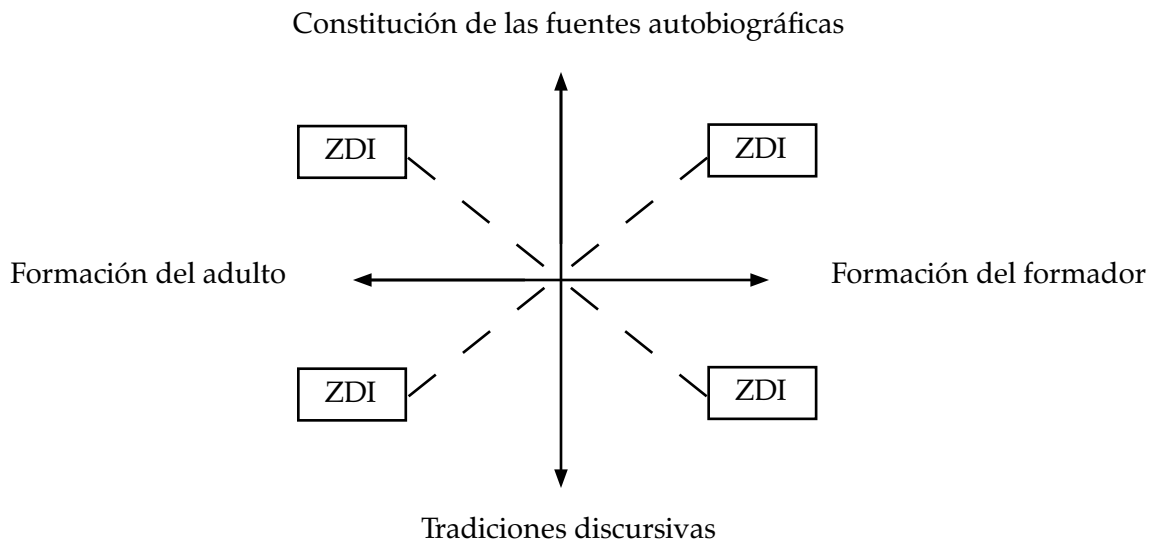 Constitución de las fuentes autobiográficas
ZDI
ZDI
Formación del adulto
Formación del formador
ZDI
ZDI
Tradiciones discursivas